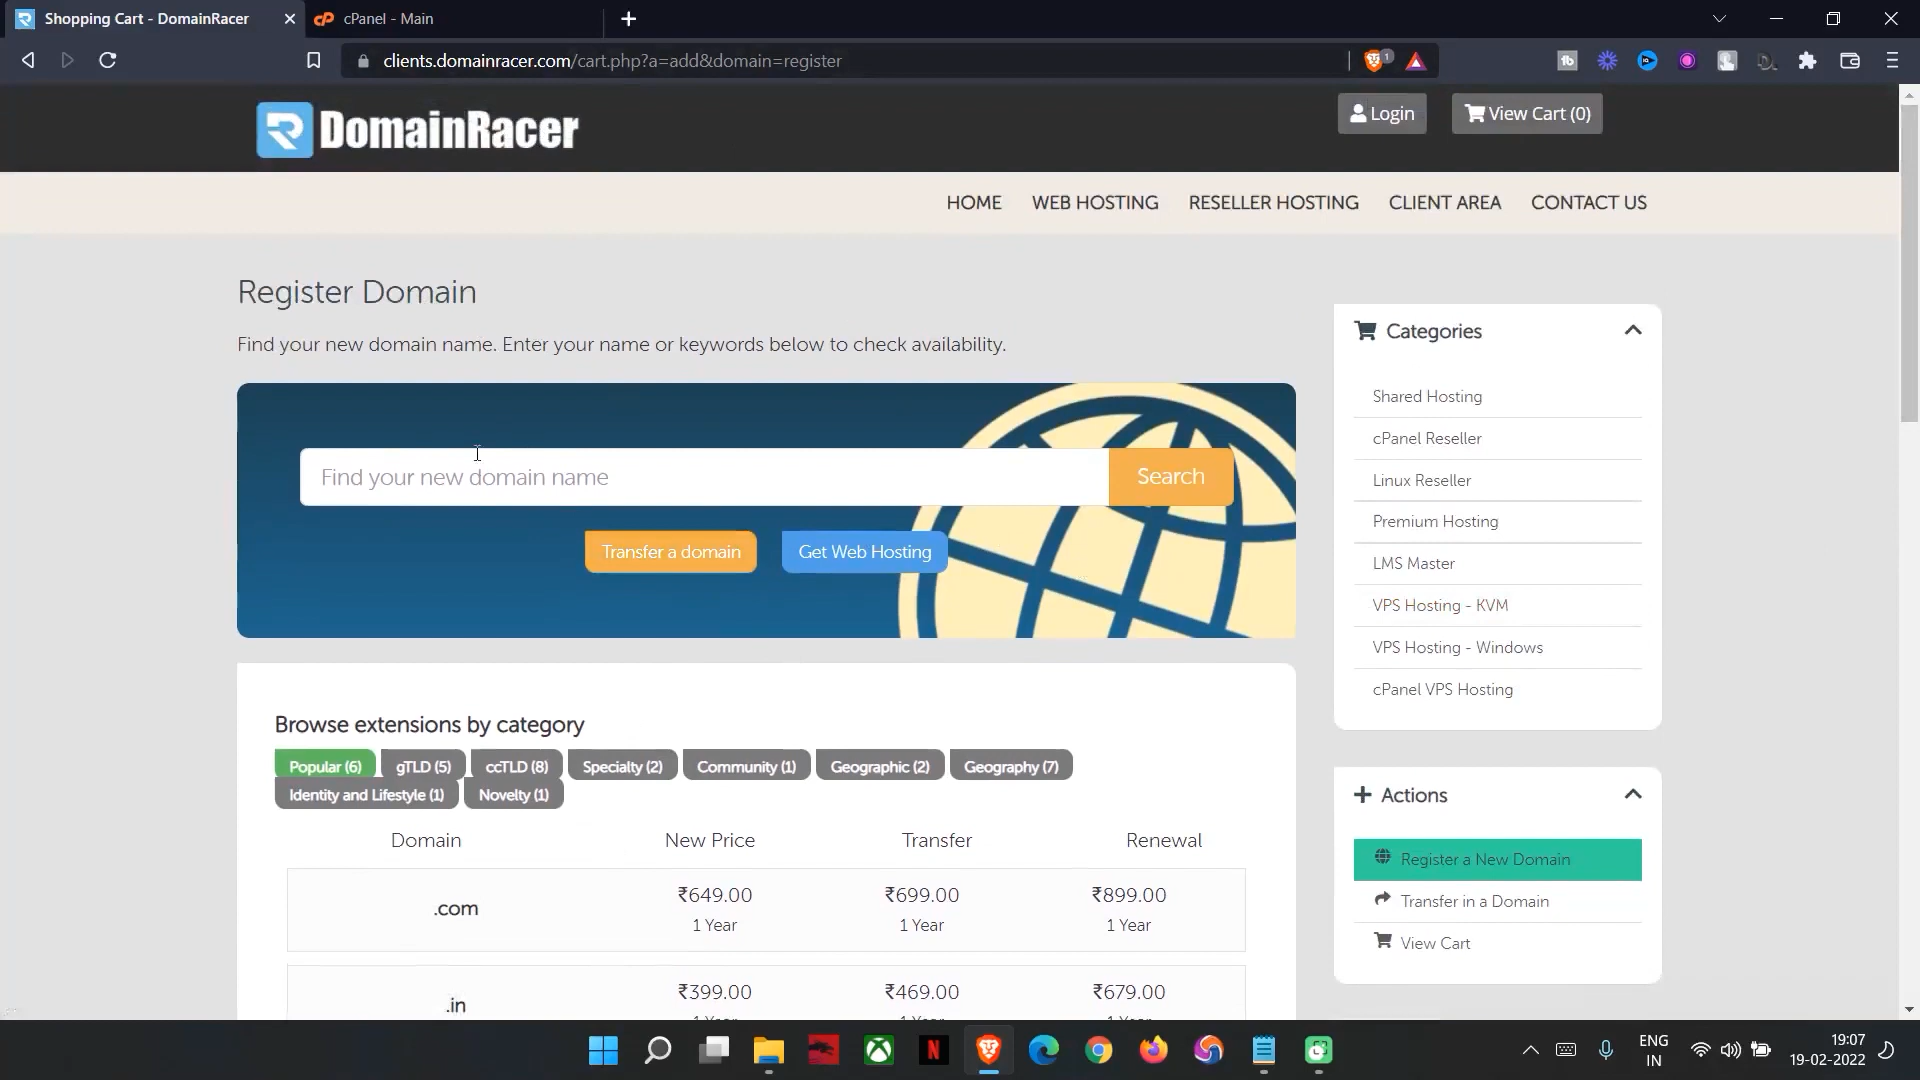 Shopping Cart - DomainRacer
cPanel - Main
clients.domainracer.com/cart.php?a=add&domain=register
1
DomainRacer
Login
View Cart (0)
HOME
WEB HOSTING
RESELLER HOSTING
CLIENT AREA
CONTACT US
Register Domain
Find your new domain name. Enter your name or keywords below to check availability.
Find your new domain name
Search
Transfer a domain
Get Web Hosting
Browse extensions by category
Popular (6)
gTLD (5)
ccTLD (8)
Specialty (2)
Community (1)
Geographic (2)
Geography (7)
Identity and Lifestyle (1)
Novelty (1)
Domain
New Price
Transfer
Renewal
.com
₹649.00
1 Year
₹699.00
1 Year
₹899.00
1 Year
.in
₹399.00
₹469.00
₹679.00
Categories
Shared Hosting
cPanel Reseller
Linux Reseller
Premium Hosting
LMS Master
VPS Hosting - KVM
VPS Hosting - Windows
cPanel VPS Hosting
Actions
Register a New Domain
Transfer in a Domain
View Cart
ENG
IN
19:07
19-02-2022